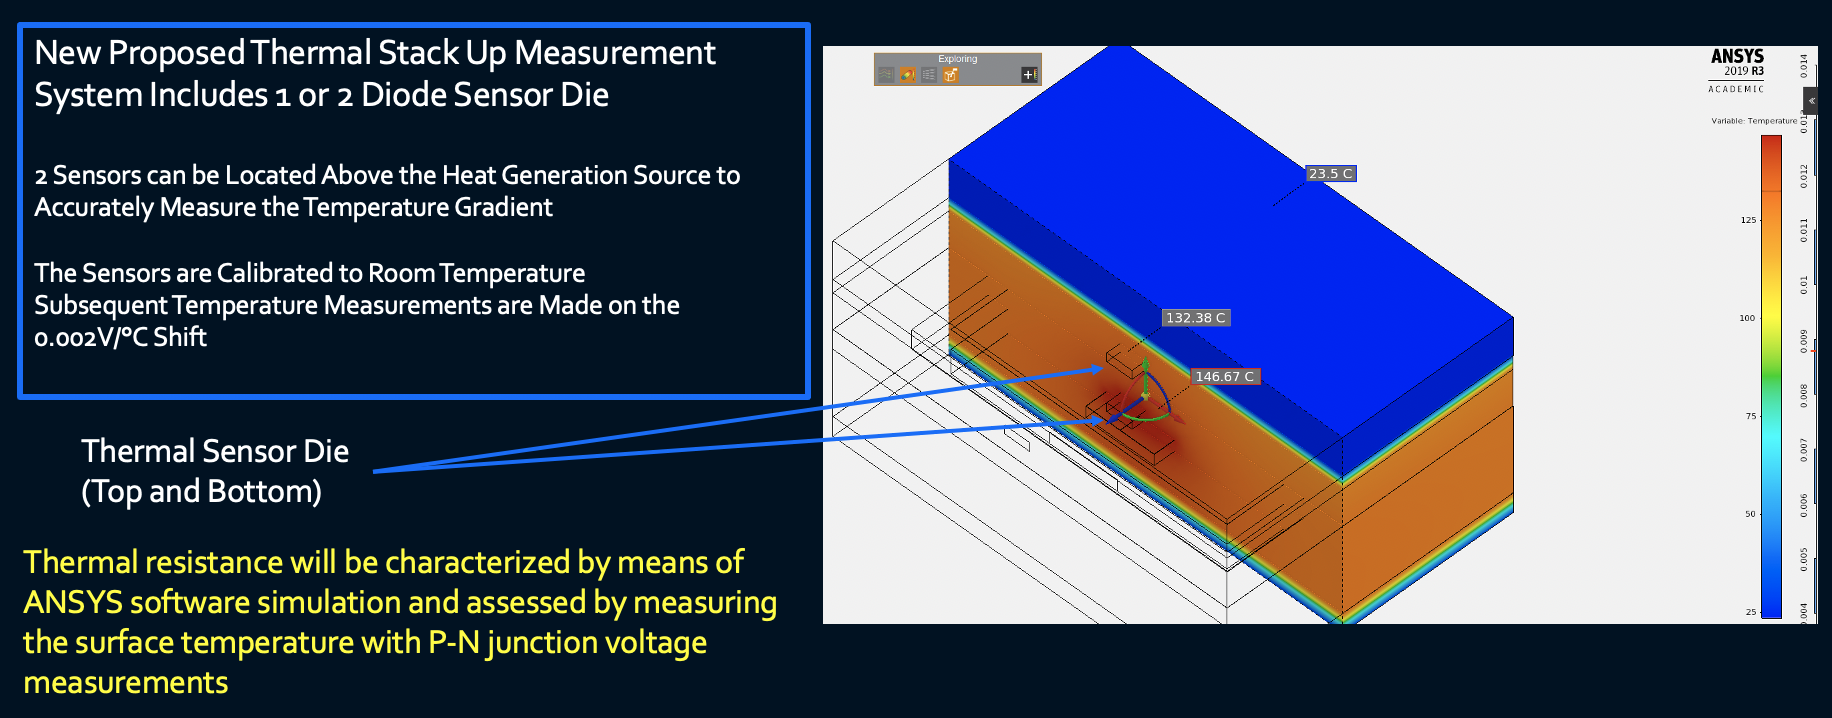 New Proposed Thermal Stack Up Measurement
System Includes 1 or 2 Diode Sensor Die
2 Sensors can be Located Above the Heat Generation Source to
Accurately Measure the Temperature Gradient
The Sensors are Calibrated to Room Temperature
Subsequent Temperature Measurements are Made on the
0.002V/°C Shift
Thermal Sensor Die
(Top and Bottom)
Thermal resistance will be characterized by means of
ANSYS software simulation and assessed by measuring
the surface temperature with P-N junction voltage
measurements
Exploring
23.5 C
132.38 C
146.67 C
ANSYS
2019 R3
ACADEMIC
Variable: Temperature
125
100
75
50
25
0.014
0.012
0.011
0.01
0.009
0.008
0.007
0.006
0.005